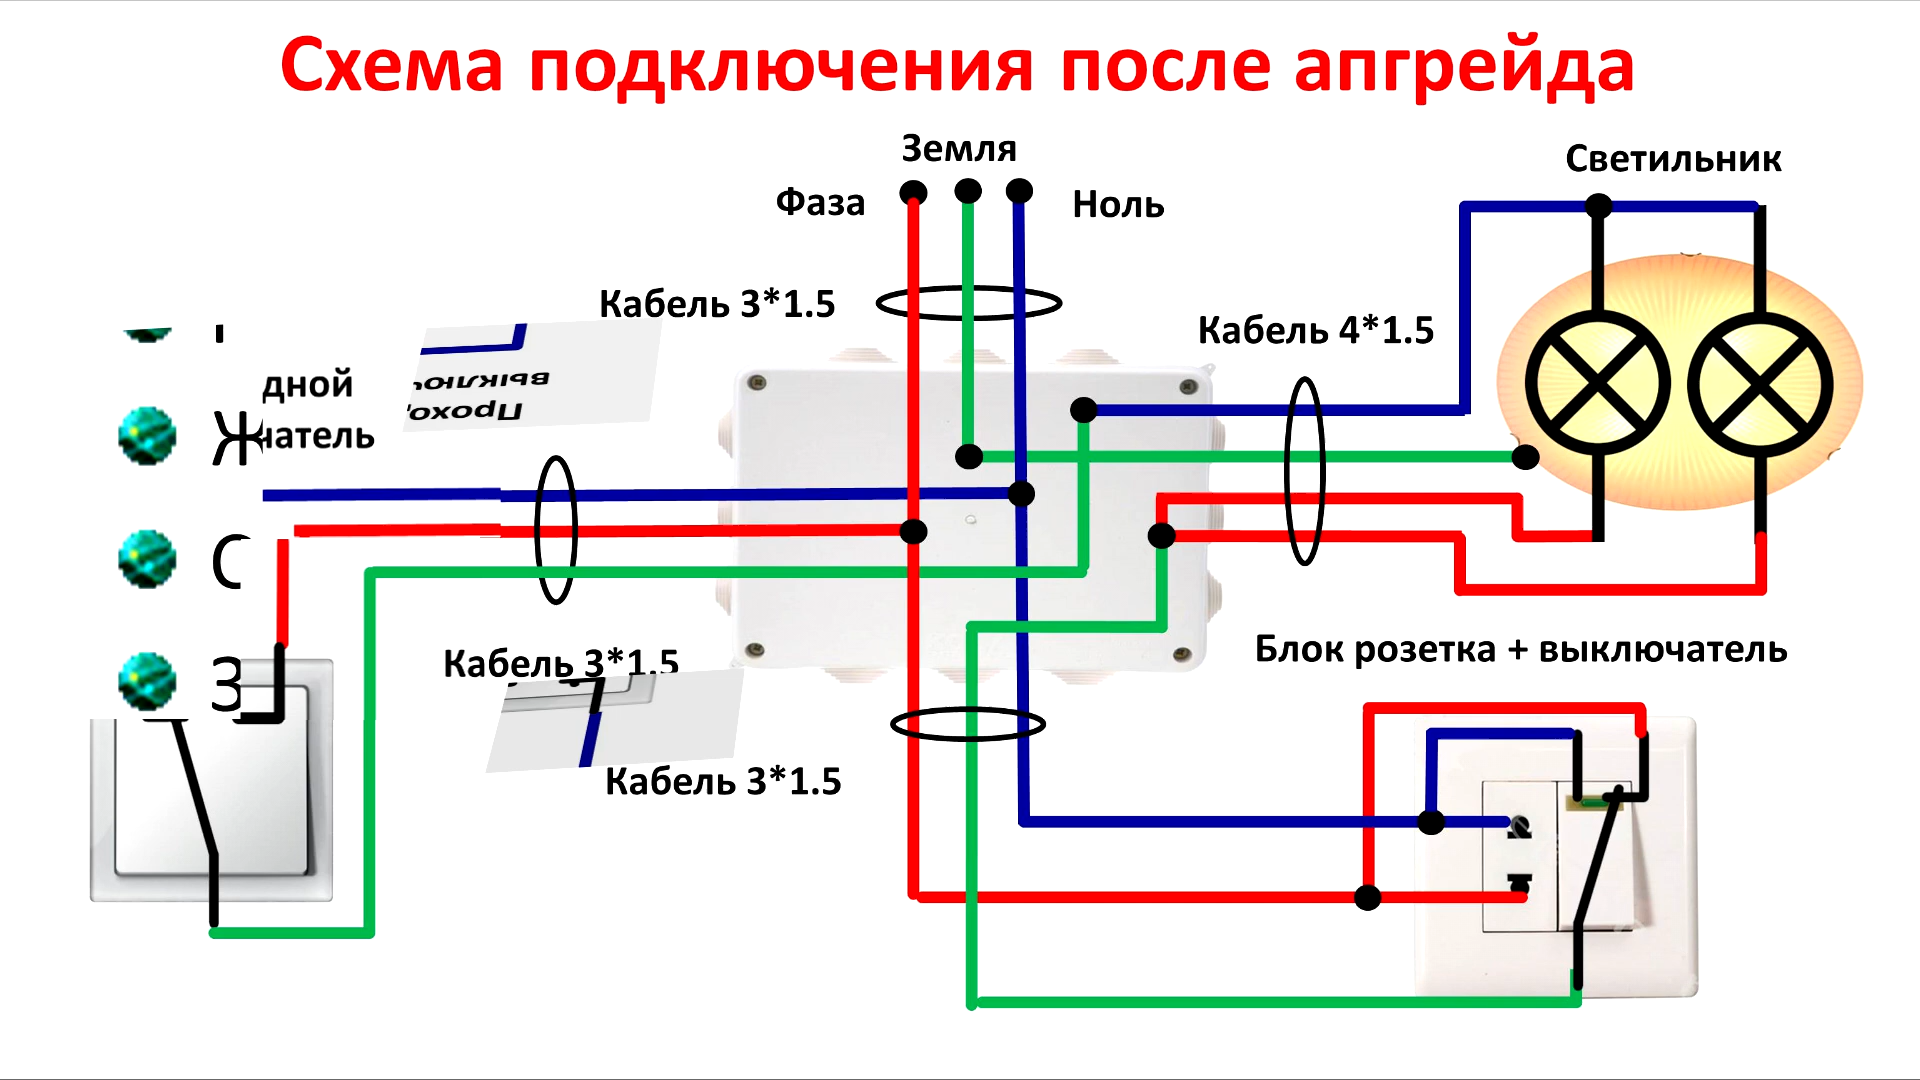 Схема подключения после апгрейда
Земля
Фаза
Ноль
Светильник
Кабель 3*1.5
Кабель 4*1.5
дной
Ж
С
З
Кабель 3*1.5
Блок розетка + выключатель
Кабель 3*1.5